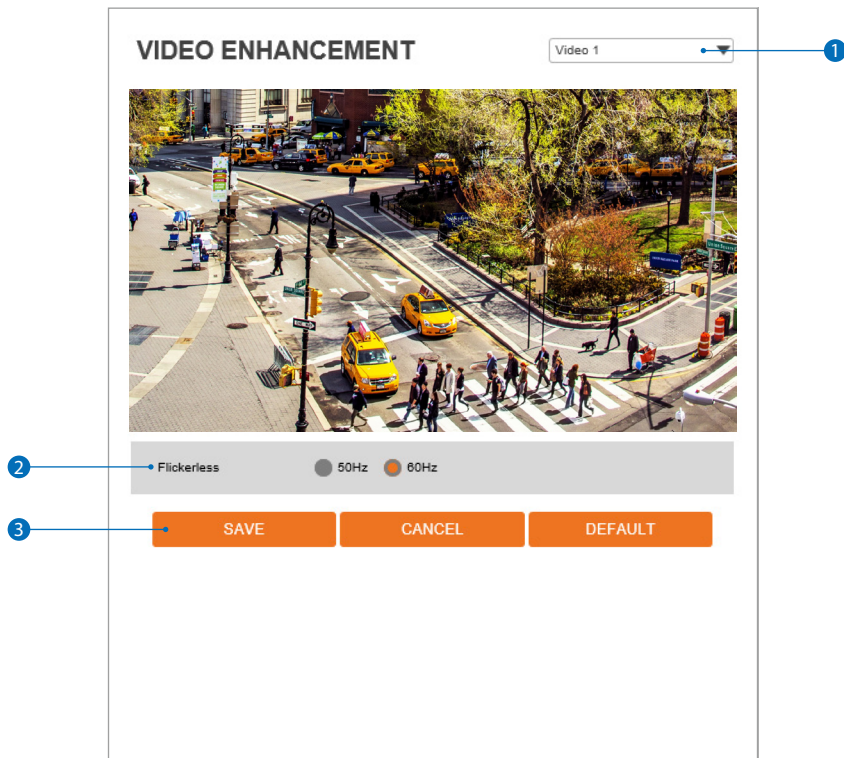 VIDEO ENHANCEMENT
Video 1
1
2
Flickerless
50Hz
60Hz
3
SAVE
CANCEL
DEFAULT